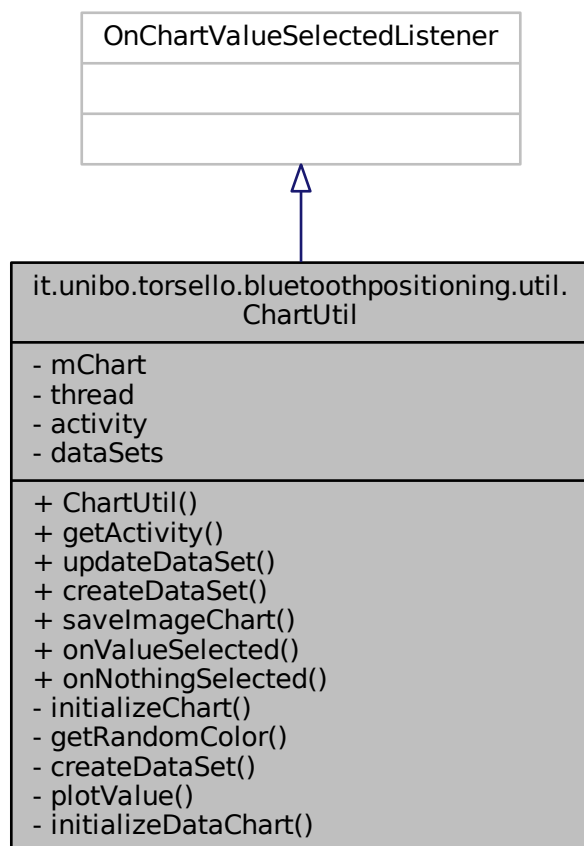 OnChartValueSelectedListener
it.unibo.torsello.bluetoothpositioning.util.
ChartUtil
- mChart
- thread
- activity
- dataSets
+ ChartUtil()
+ getActivity()
+ updateDataSet()
+ createDataSet()
+ saveImageChart()
+ onValueSelected()
+ onNothingSelected()
- initializeChart()
- getRandomColor()
- createDataSet()
- plotValue()
- initializeDataChart()